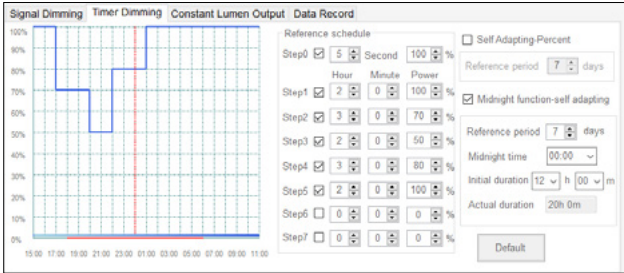 Signal Dimming Timer Dimming Constant Lumen Output Data Record
100%
90%
80%
70%
60%
50%
40%
30%
20%
10%
0%
15:00 17:00 19:00 21:00 23:00 01:00 03:00 05:00 07:00 09:00 11:00
Reference schedule
Step0 5 Second 100 %
Hour Minute Power
Step1 2 0 100 %
Step2 3 0 70 %
Step3 2 0 50 %
Step4 3 0 80 %
Step5 2 0 100 %
Step6 0 0 0 %
Step7 0 0 0 %
Self Adapting-Percent
Reference period 7 days
Midnight function-self adapting
Reference period 7 days
Midnight time 00:00
Initial duration 12 h 00 m
Actual duration 20h 0m
Default